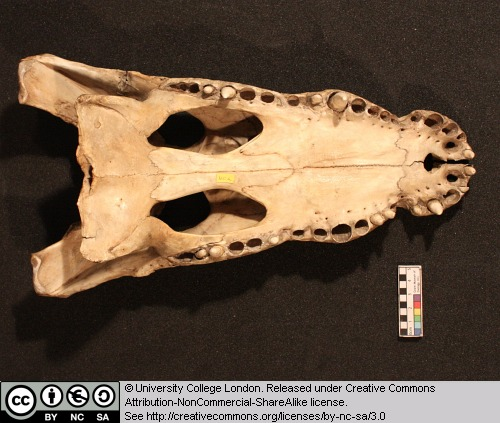 © University College London. Released under Creative Commons
Attribution-NonCommercial-ShareAlike license.
See http://creativecommons.org/licenses/by-nc-sa/3.0
cc
BY NC SA